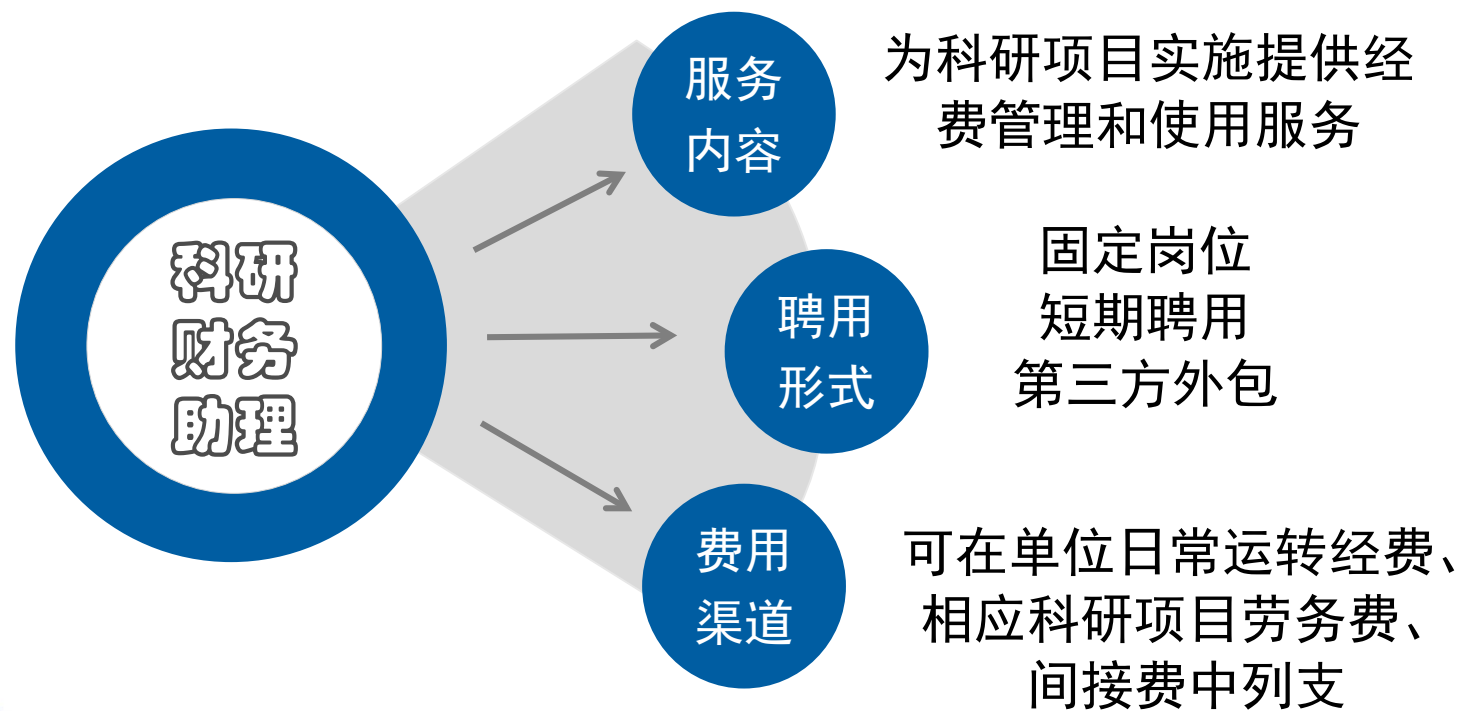 科研
财务
助理
服务
内容
为科研项目实施提供经
费管理和使用服务
聘用
形式
固定岗位
短期聘用
第三方外包
费用
渠道
可在单位日常运转经费、
相应科研项目劳务费、
间接费中列支